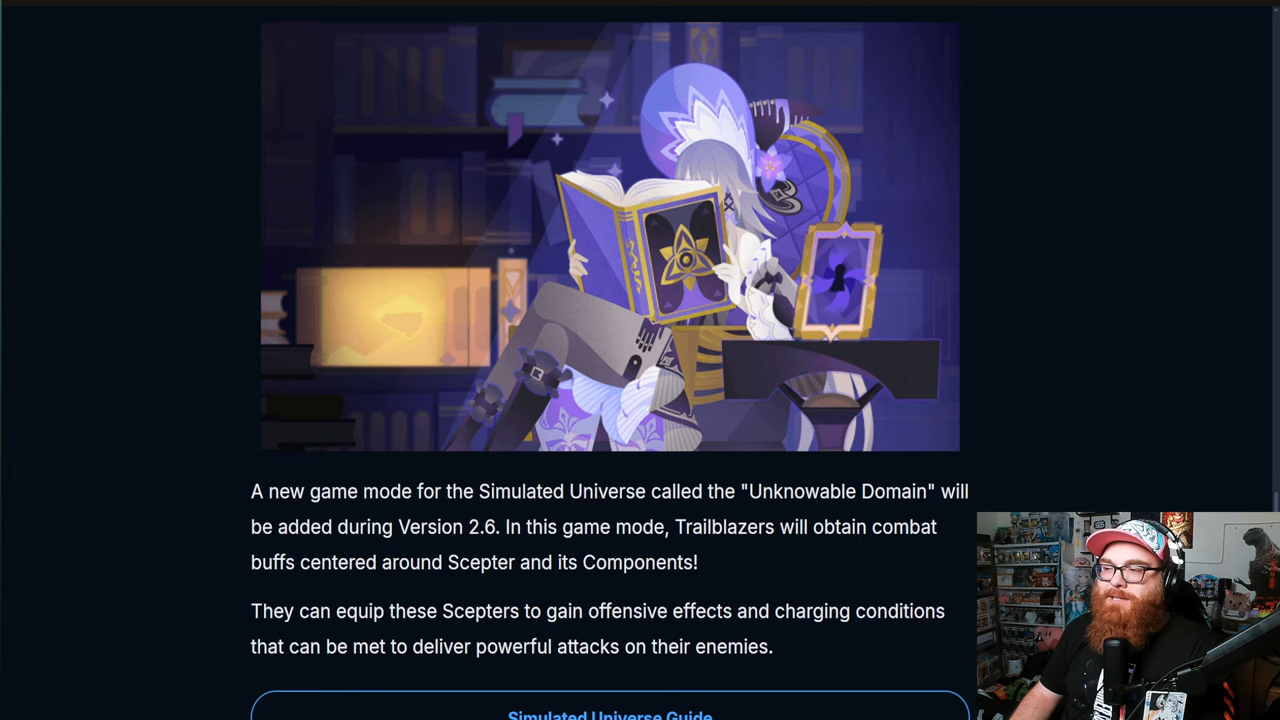 A new game mode for the Simulated Universe called the "Unknowable Domain" will
be added during Version 2.6. In this game mode, Trailblazers will obtain combat
buffs centered around Scepter and its Components!
They can equip these Scepters to gain offensive effects and charging conditions
that can be met to deliver powerful attacks on their enemies.
Simulated Universe Guide